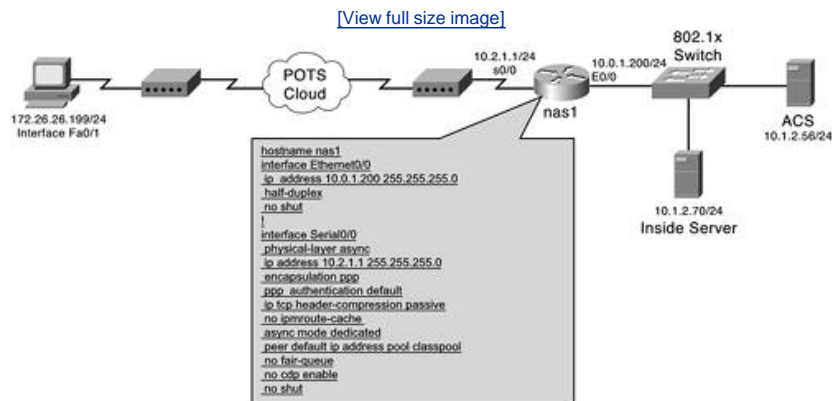 [View full size image]
802.1x
Switch
10.2.1.1/24
s0/0
10.0.1.200/24
E0/0
POTS
Cloud
nas1
172.26.26.199/24
Interface Fa0/1
ACS
10.1.2.56/24
10.1.2.70/24
Inside Server
hostname nas1
interface Ethernet0/0
ip address 10.0.1.200 255.255.255.0
half-duplex
no shut
!
interface Serial0/0
physical-layer async
ip address 10.2.1.1 255.255.255.0
encapsulation ppp
ppp authentication default
ip tcp header-compression passive
no ipmroute-cache
async mode dedicated
peer default ip address pool classpool
no fair-queue
no cdp enable
no shut